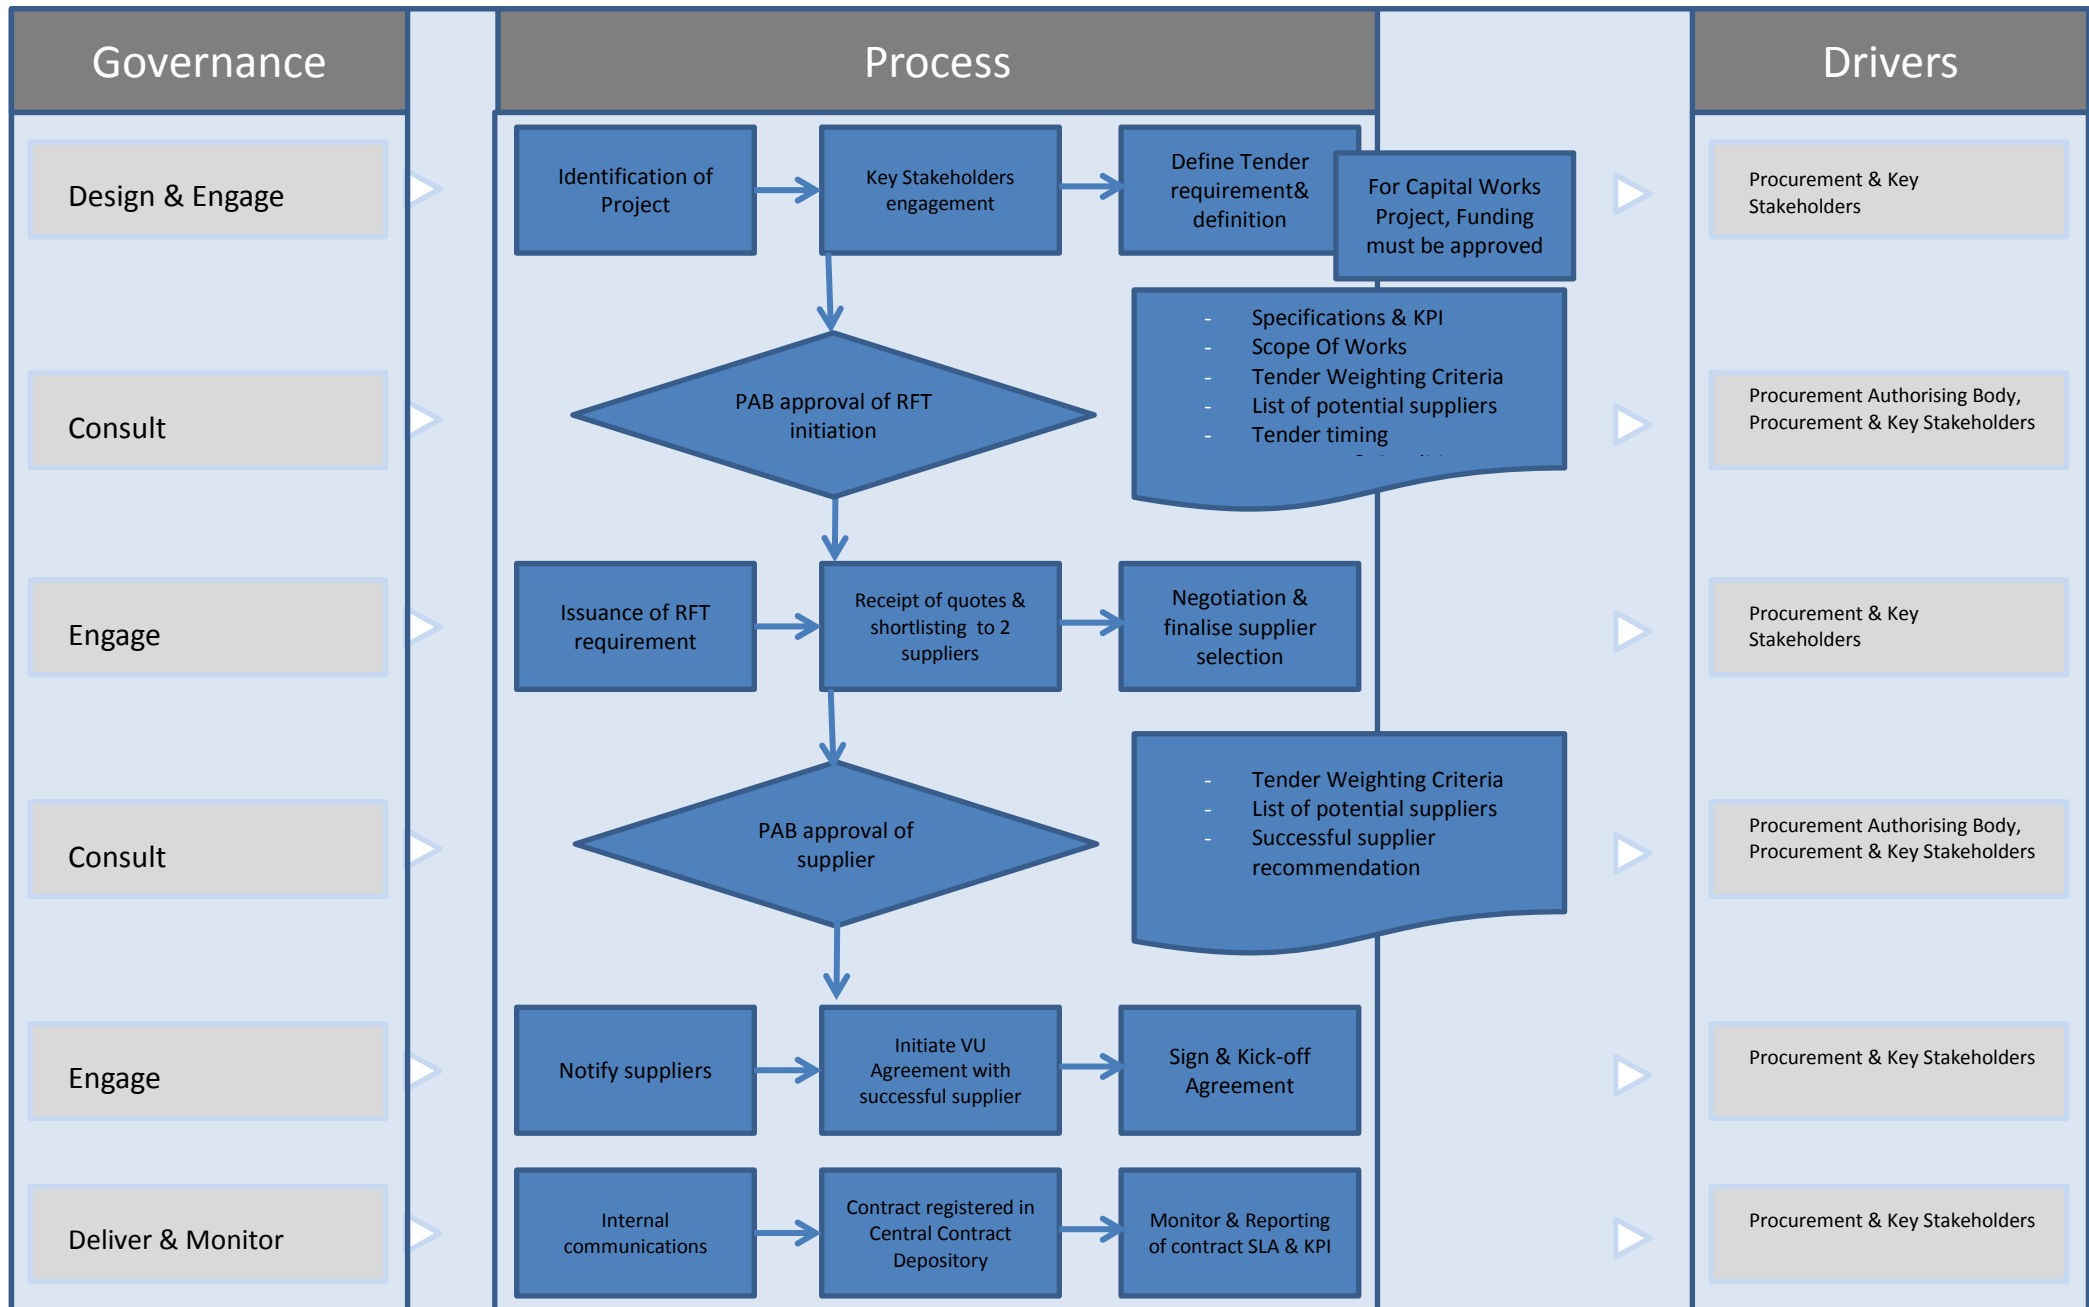 Governance
Process
Drivers
Design & Engage
Identification of
Project
Key Stakeholders
engagement
Define Tender
requirement&
definition
For Capital Works
Project, Funding
must be approved
Procurement & Key
Stakeholders
Consult
PAB approval of RFT
initiation
- Specifications & KPI
- Scope Of Works
- Tender Weighting Criteria
- List of potential suppliers
- Tender timing
Procurement Authorising Body,
Procurement & Key Stakeholders
Engage
Issuance of RFT
requirement
Receipt of quotes &
shortlisting to 2
suppliers
Negotiation &
finalise supplier
selection
Procurement & Key
Stakeholders
Consult
PAB approval of
supplier
- Tender Weighting Criteria
- List of potential suppliers
- Successful supplier
recommendation
Procurement Authorising Body,
Procurement & Key Stakeholders
Engage
Notify suppliers
Initiate VU
Agreement with
successful supplier
Sign & Kick-off
Agreement
Procurement & Key Stakeholders
Deliver & Monitor
Internal
communications
Contract registered in
Central Contract
Depository
Monitor & Reporting
of contract SLA & KPI
Procurement & Key Stakeholders